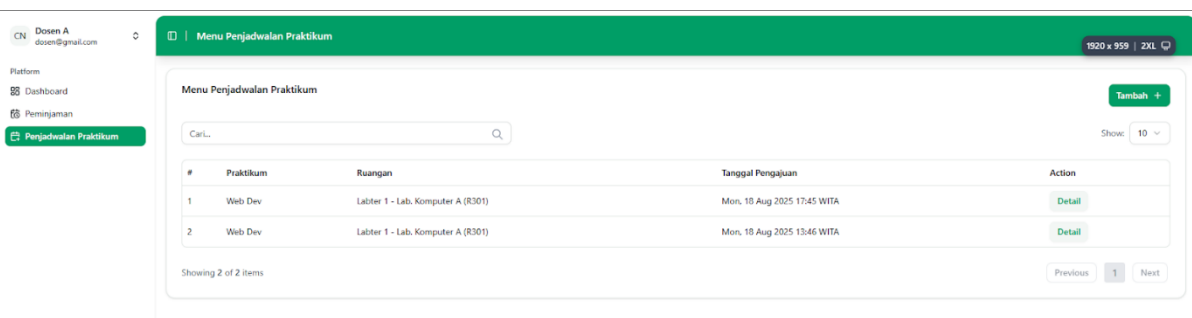 CN Dosen A
dosen@gmail.com
Platform
Dashboard
Peminjaman
Penjadwalan Praktikum
Menu Penjadwalan Praktikum
1920 x 959 | 2XL
Menu Penjadwalan Praktikum
Tambah +
Cari...
Show: 10
# Praktikum Ruangan Tanggal Pengajuan Action
1 Web Dev Labter 1 - Lab. Komputer A (R301) Mon, 18 Aug 2025 17:45 WITA Detail
2 Web Dev Labter 1 - Lab. Komputer A (R301) Mon, 18 Aug 2025 13:46 WITA Detail
Showing 2 of 2 items
Previous 1 Next